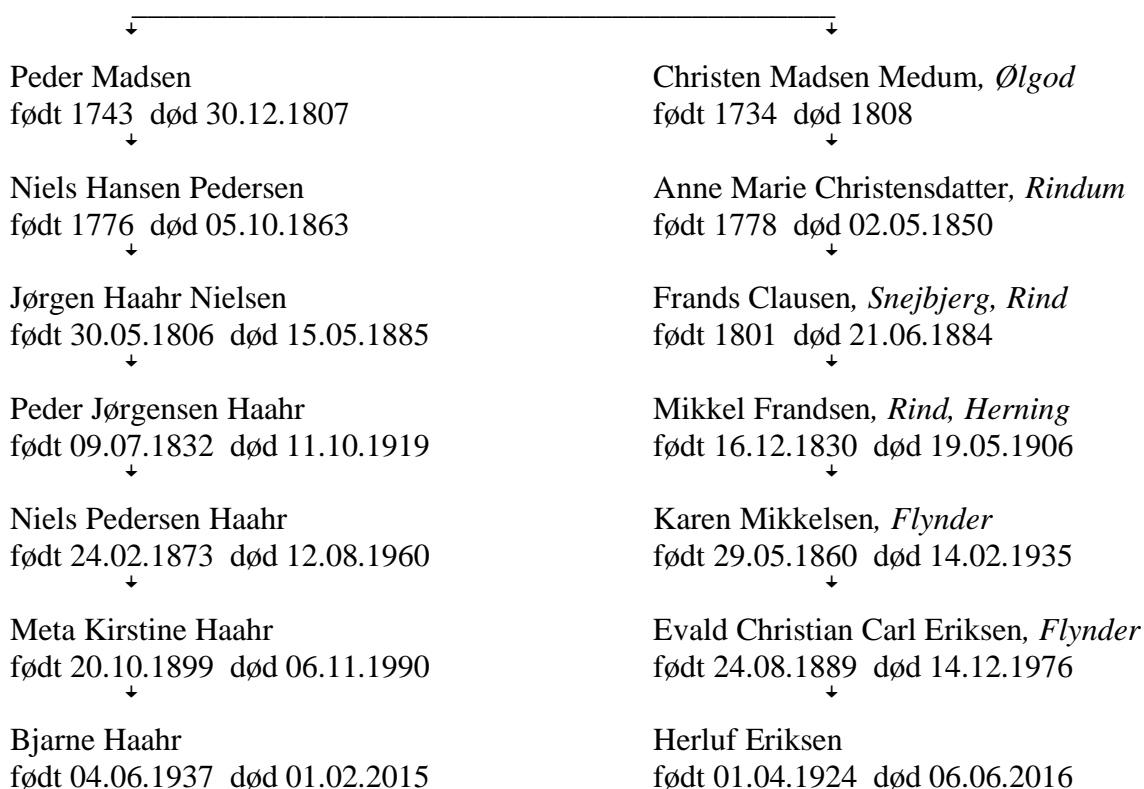 Peder Madsen
født 1743 død 30.12.1807
Niels Hansen Pedersen
født 1776 død 05.10.1863
Jørgen Haahr Nielsen
født 30.05.1806 død 15.05.1885
Peder Jørgensen Haahr
født 09.07.1832 død 11.10.1919
Niels Pedersen Haahr
født 24.02.1873 død 12.08.1960
Meta Kirstine Haahr
født 20.10.1899 død 06.11.1990
Bjarne Haahr
født 04.06.1937 død 01.02.2015
Christen Madsen Medum, Ølgod
født 1734 død 1808
Anne Marie Christensdatter, Rindum
født 1778 død 02.05.1850
Frands Clausen, Snejbjerg, Rind
født 1801 død 21.06.1884
Mikkel Frandsen, Rind, Herning
født 16.12.1830 død 19.05.1906
Karen Mikkelsen, Flynder
født 29.05.1860 død 14.02.1935
Evald Christian Carl Eriksen, Flynder
født 24.08.1889 død 14.12.1976
Herluf Eriksen
født 01.04.1924 død 06.06.2016